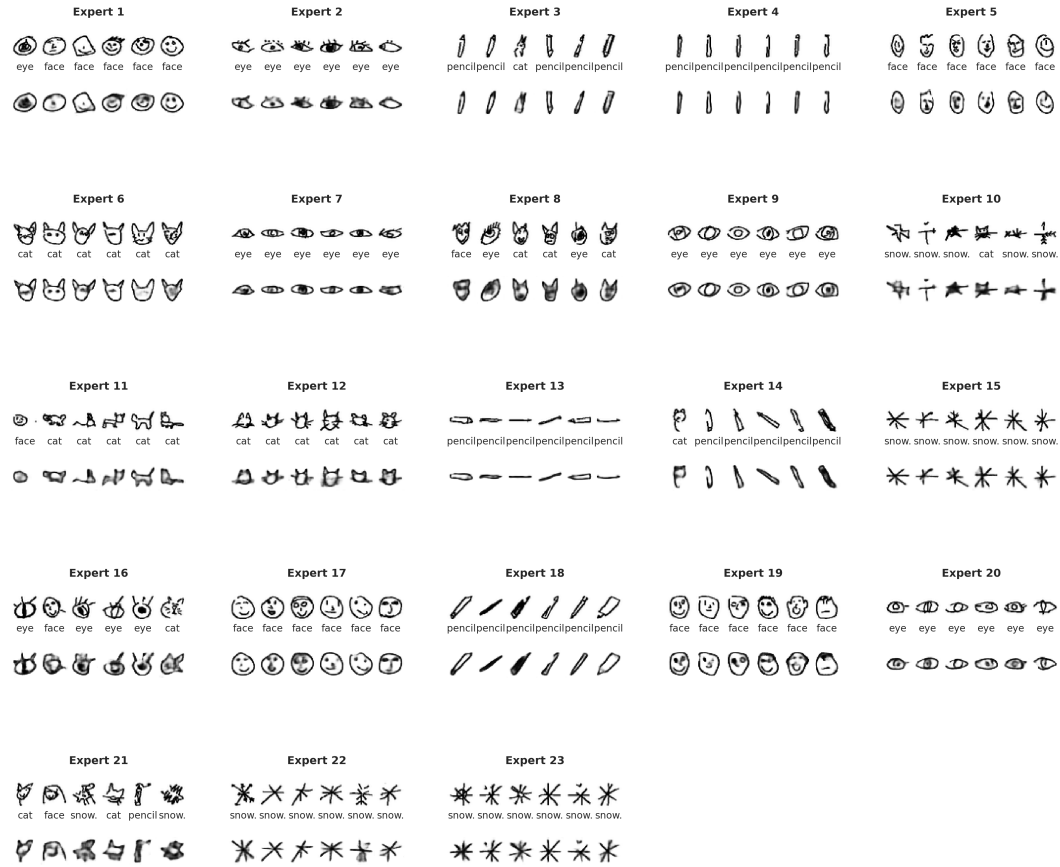 Expert 1 Expert 2 Expert 3 Expert 4 Expert 5
eye face face face face face eye eye eye eye eye eye pencil pencil cat pencil pencil pencil pencil pencil pencil pencil pencil pencil face face face face face face
Expert 6 Expert 7 Expert 8 Expert 9 Expert 10
cat cat cat cat cat cat eye eye eye eye eye eye face eye cat cat eye cat eye eye eye eye eye eye snow. snow. snow. cat snow. snow.
Expert 11 Expert 12 Expert 13 Expert 14 Expert 15
face cat cat cat cat cat cat cat cat cat cat cat pencil pencil pencil pencil pencil pencil cat pencil pencil pencil pencil pencil snow. snow. snow. snow. snow. snow.
Expert 16 Expert 17 Expert 18 Expert 19 Expert 20
eye face eye eye eye cat face face face face face face pencil pencil pencil pencil pencil pencil face face face face face face eye eye eye eye eye eye
Expert 21 Expert 22 Expert 23
cat face snow. cat pencil snow. snow. snow. snow. snow. snow. snow. snow. snow. snow. snow. snow. snow.